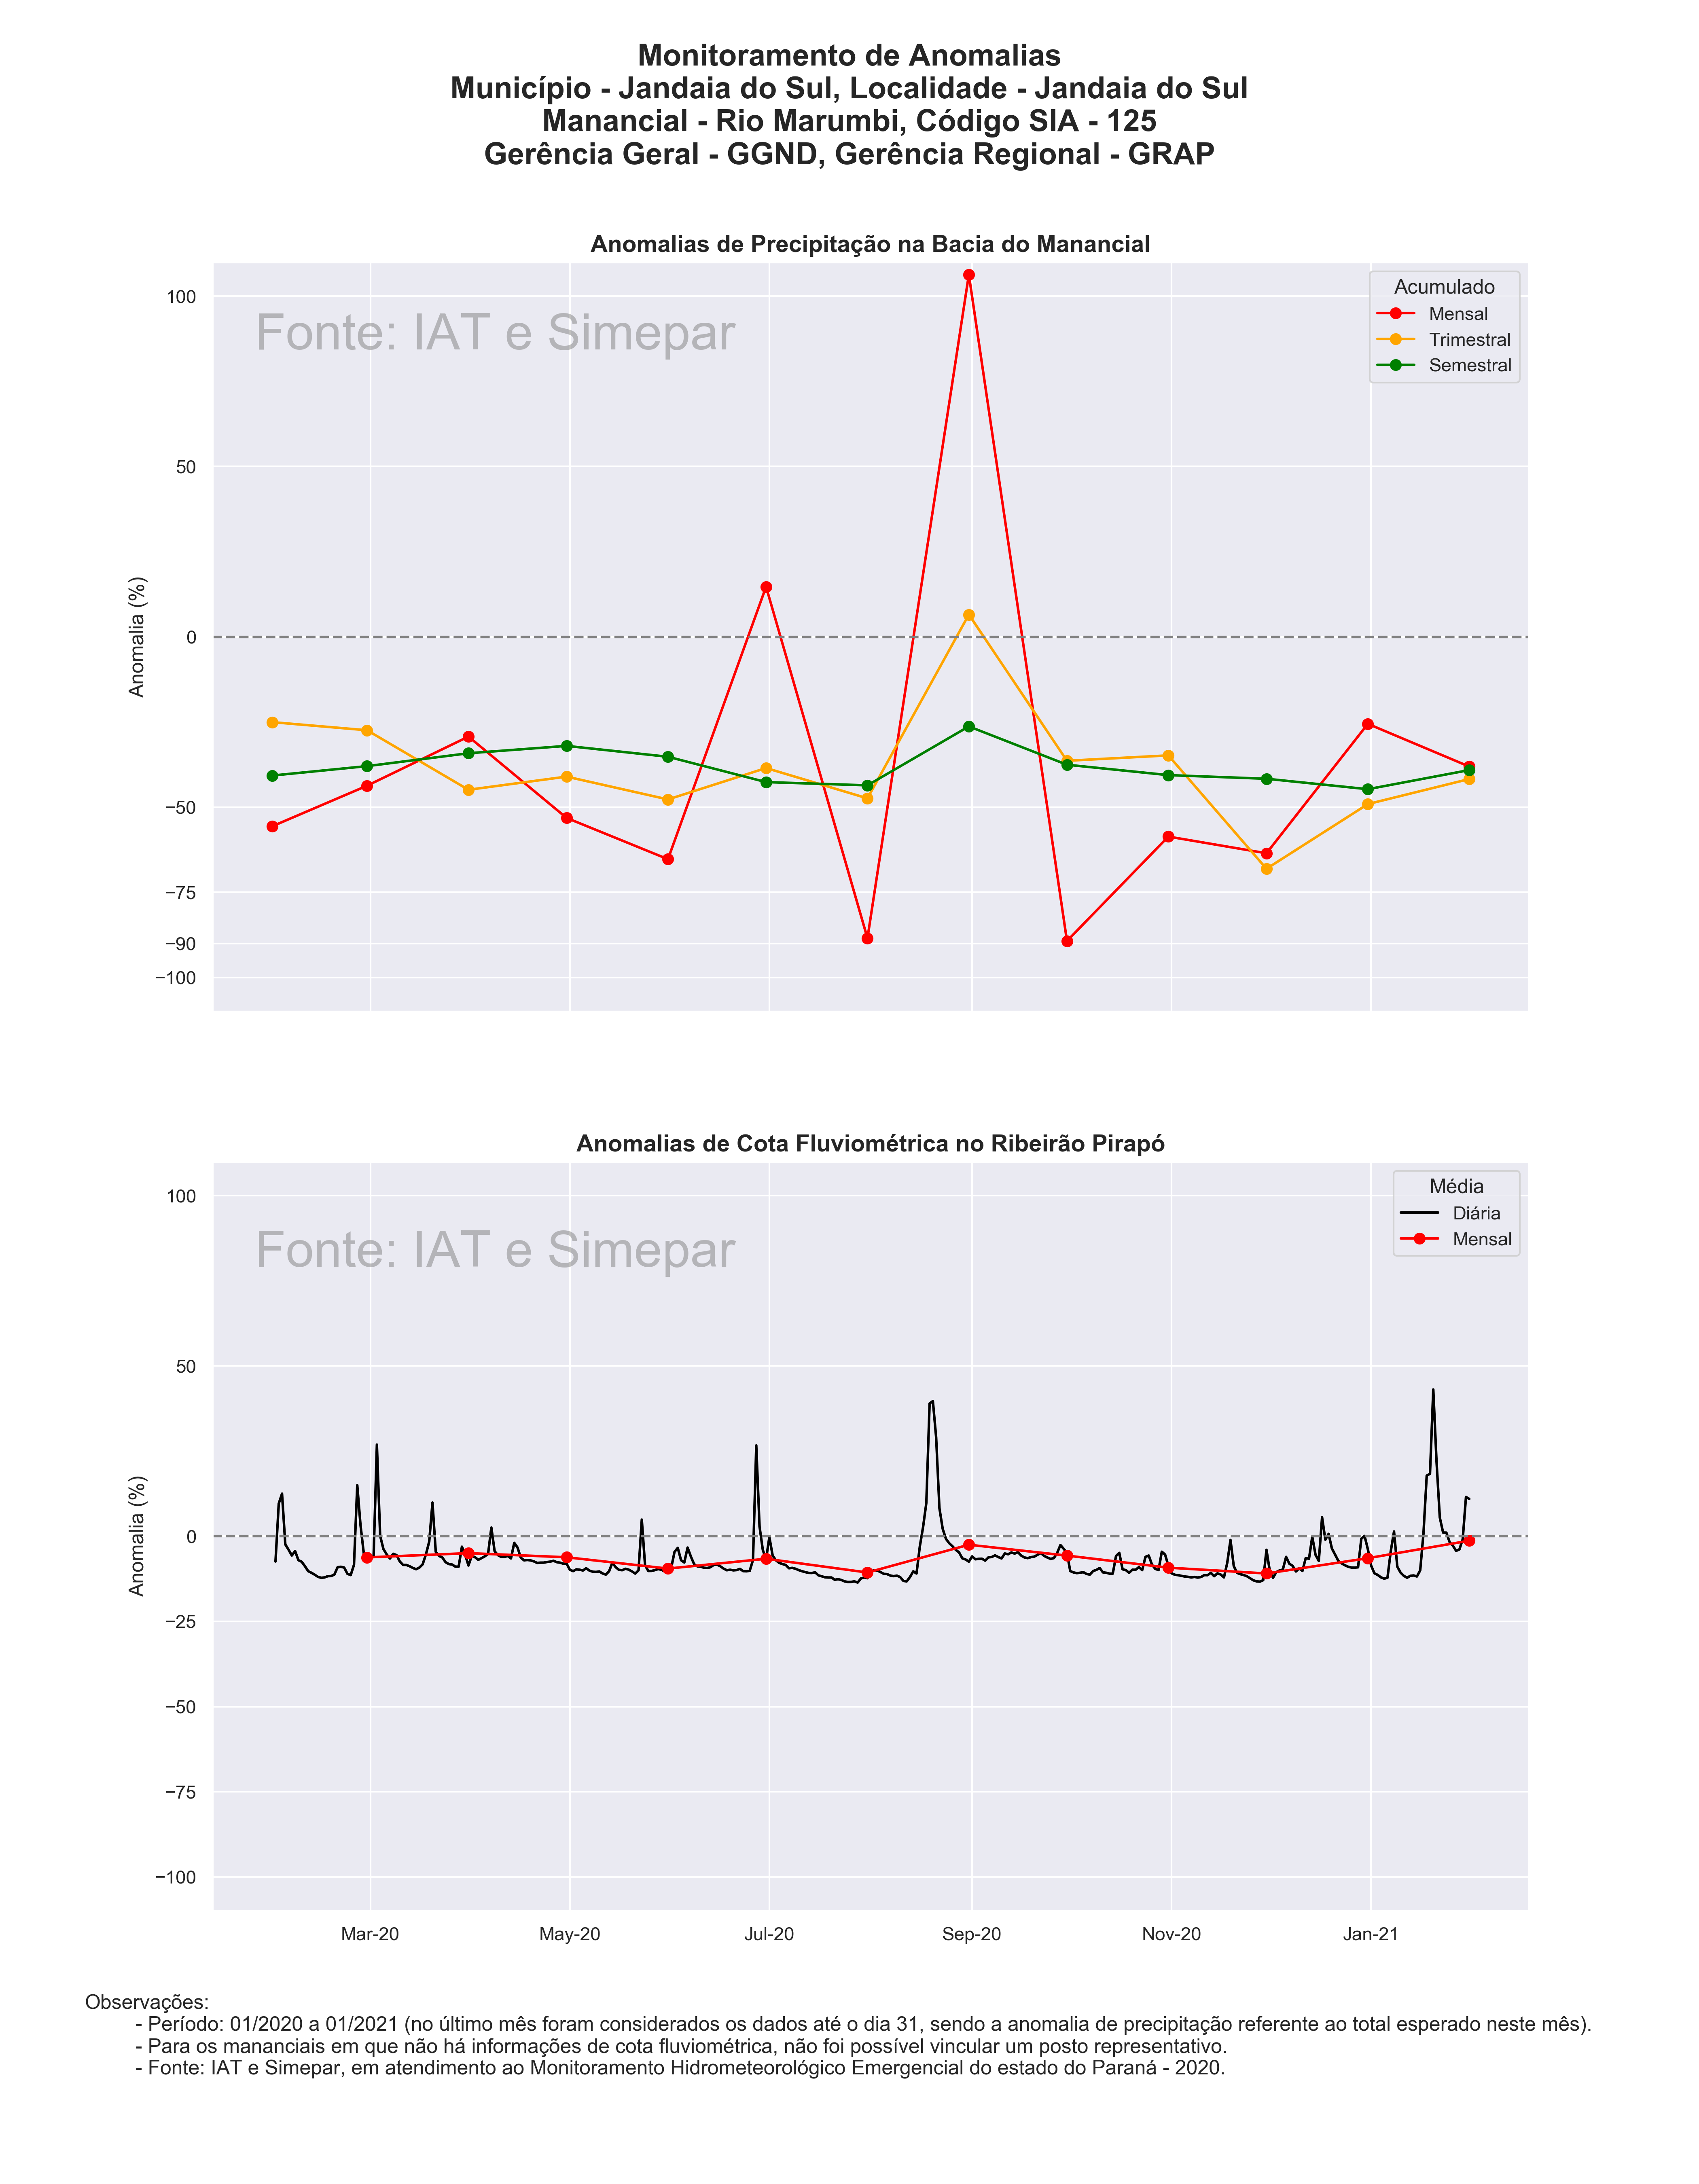 Monitoramento de Anomalias
Município - Jandaia do Sul, Localidade - Jandaia do Sul
Manancial - Rio Marumbi, Código SIA - 125
Gerência Geral - GGND, Gerência Regional - GRAP
Anomalias de Precipitação na Bacia do Manancial
Fonte: IAT e Simepar
Acumulado
Mensal
Trimestral
Semestral
Anomalia (%)
100
50
0
−50
−75
−90
−100
Anomalias de Cota Fluviométrica no Ribeirão Pirapó
Fonte: IAT e Simepar
Média
Diária
Mensal
Anomalia (%)
100
50
0
−25
−50
−75
−100
Mar-20 May-20 Jul-20 Sep-20 Nov-20 Jan-21
Observações:
- Período: 01/2020 a 01/2021 (no último mês foram considerados os dados até o dia 31, sendo a anomalia de precipitação referente ao total esperado neste mês).
- Para os mananciais em que não há informações de cota fluviométrica, não foi possível vincular um posto representativo.
- Fonte: IAT e Simepar, em atendimento ao Monitoramento Hidrometeorológico Emergencial do estado do Paraná - 2020.